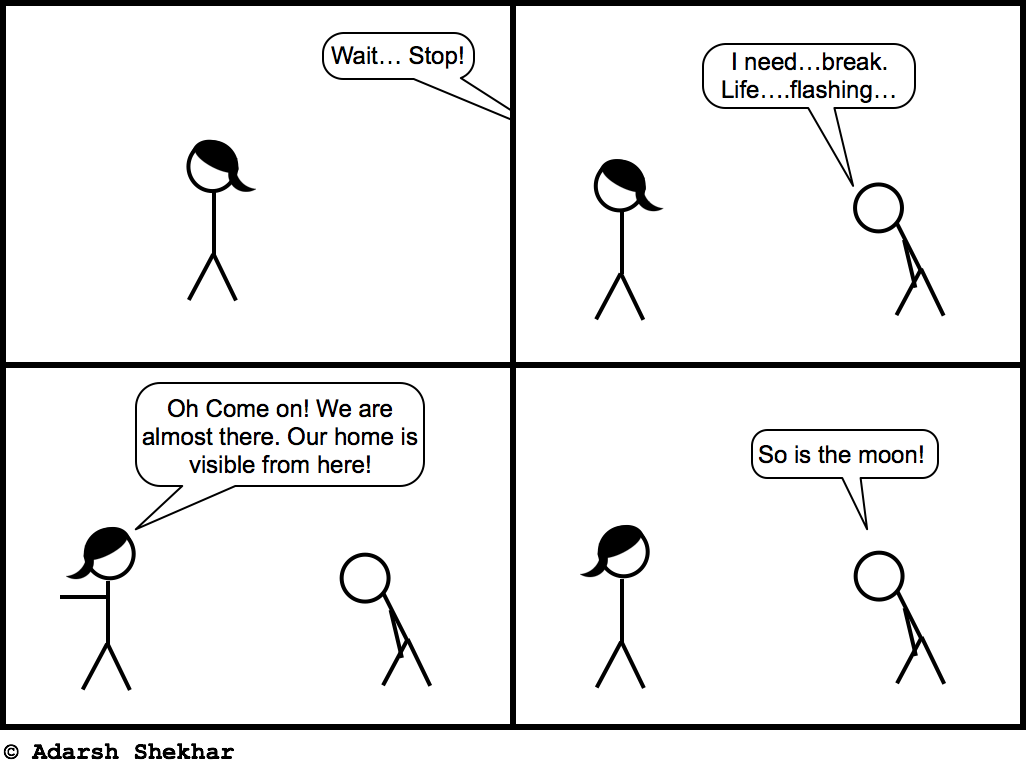 Wait… Stop!
I need…break.
Life….flashing…
Oh Come on! We are
almost there. Our home is
visible from here!
So is the moon!
© Adarsh Shekhar